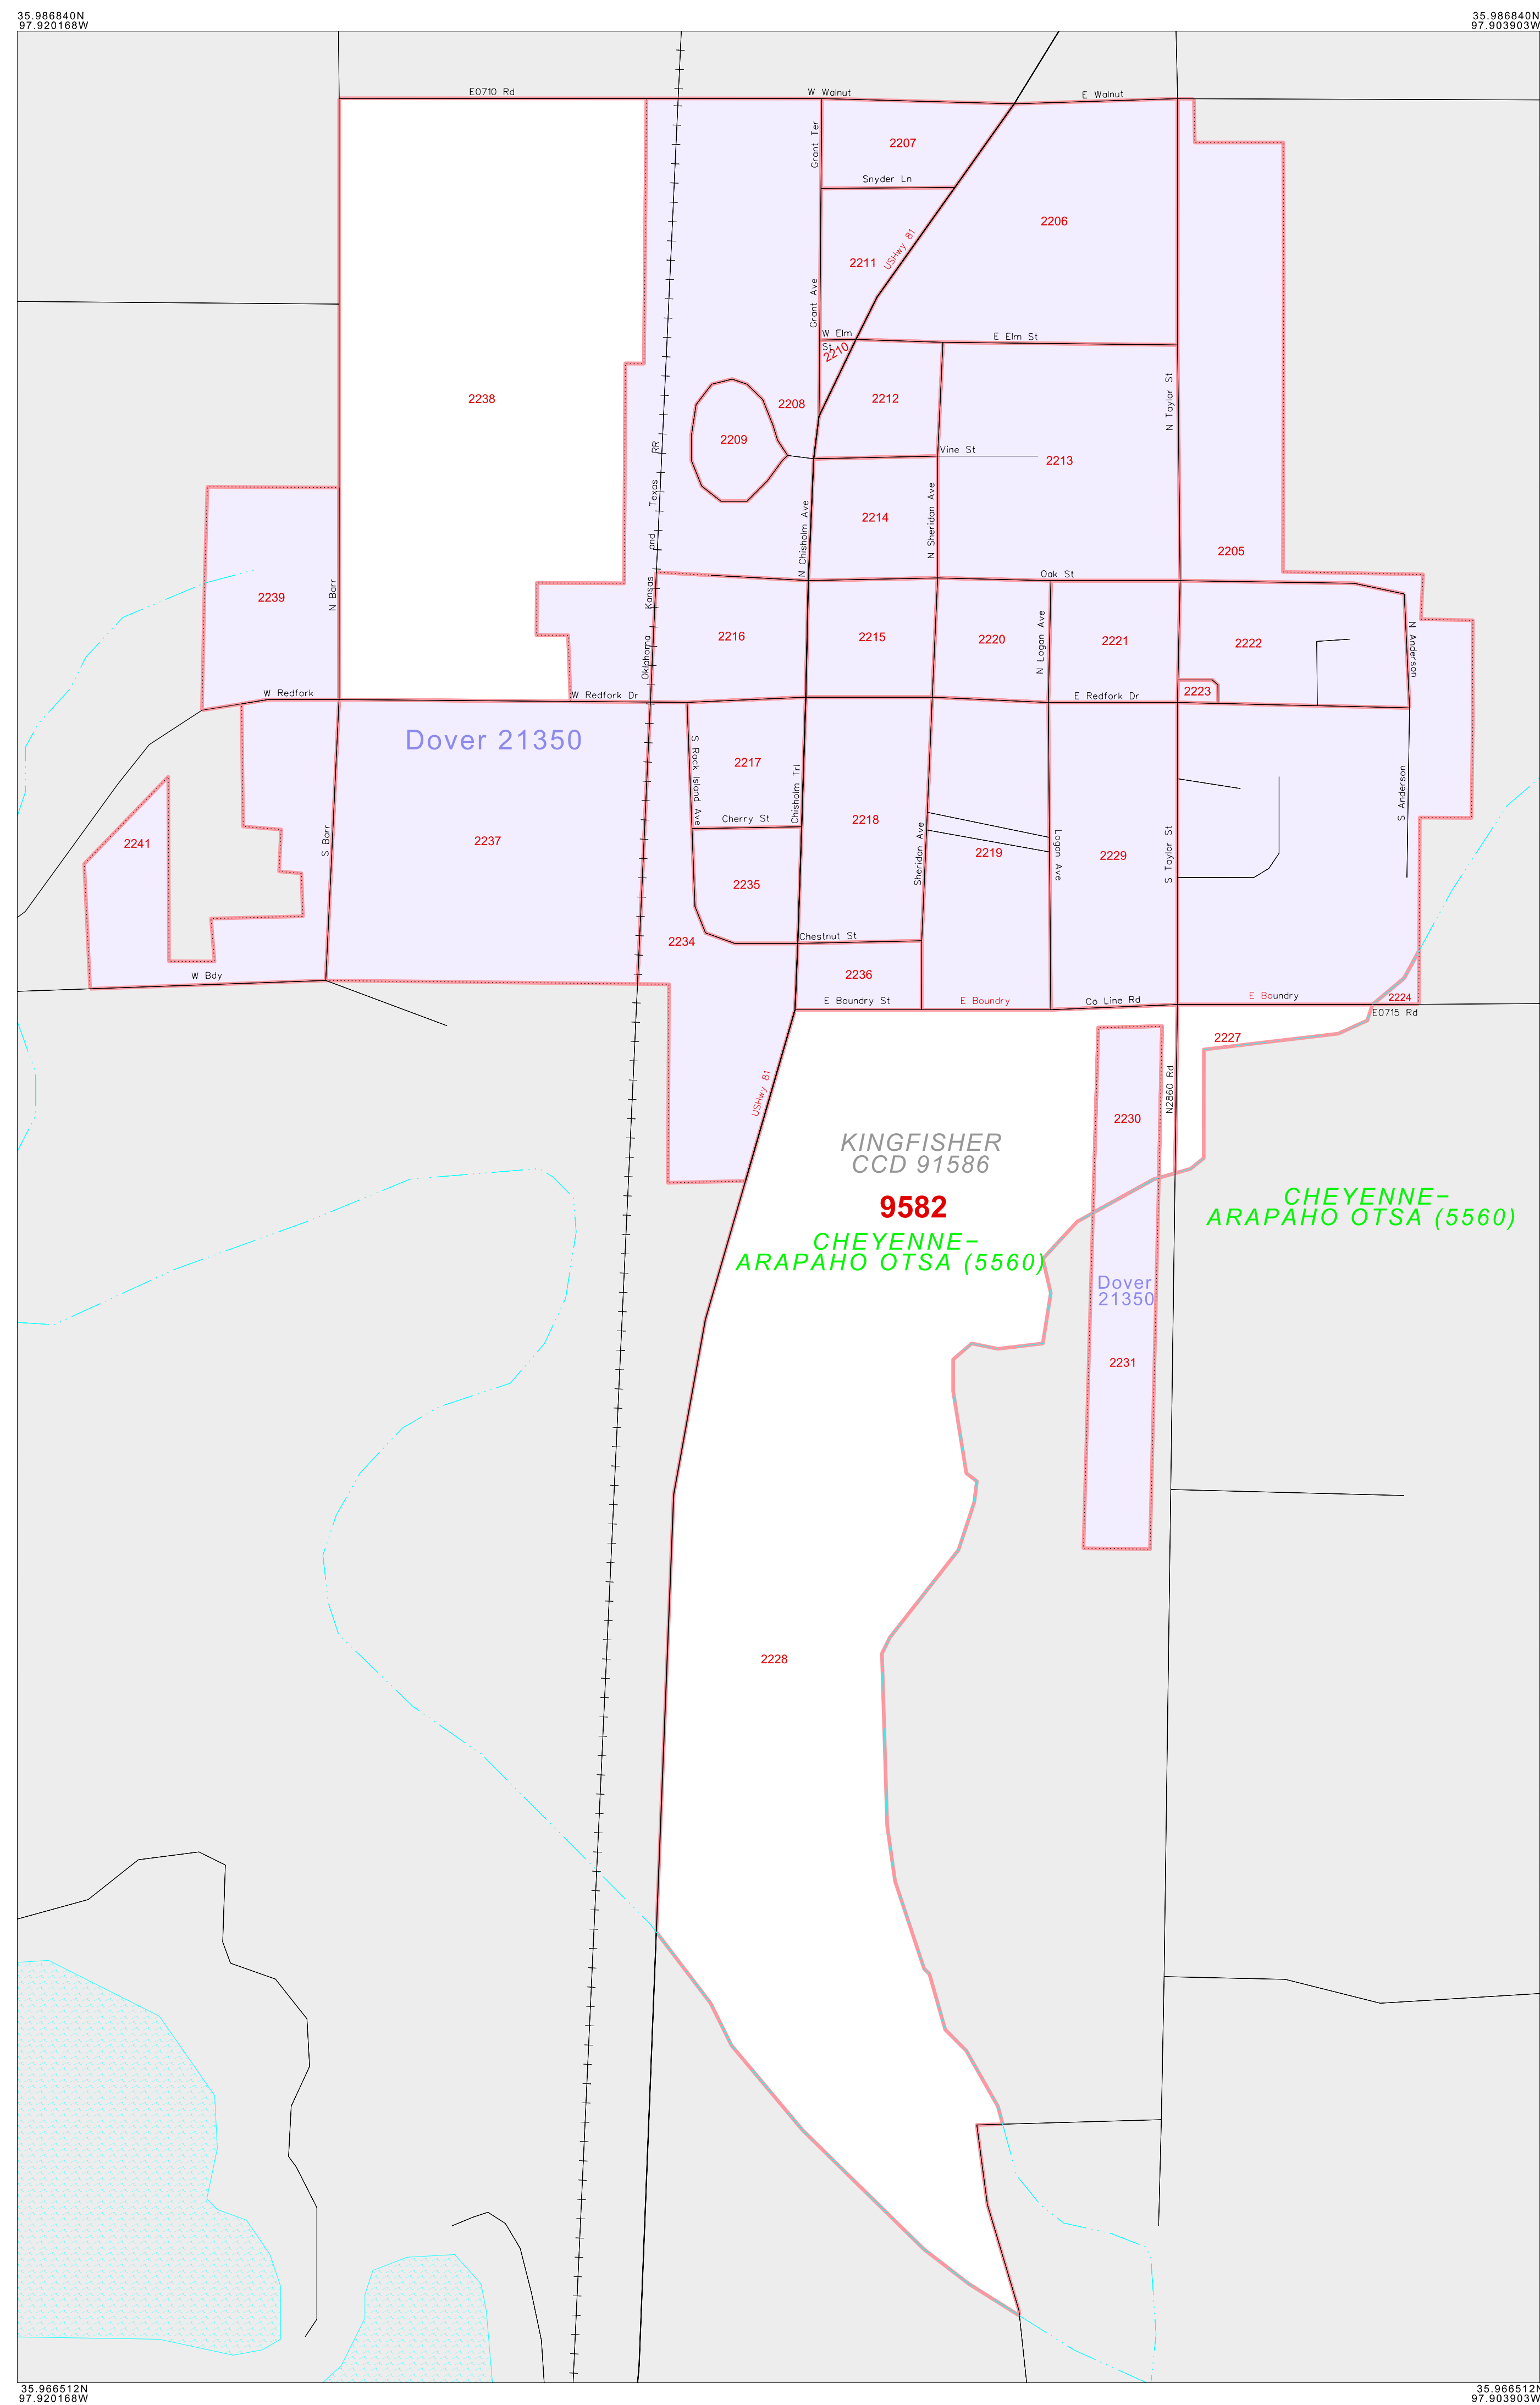 35.986840N
97.920168W
35.986840N
97.903903W
E0710 Rd
W Walnut
E Walnut
Grant Ter
2207
Snyder Ln
2206
USHwy 81
2211
Grant Ave
W Elm
St
E Elm St
2210
N Taylor St
2238
2208
2212
2209
Vine St
2213
Oklahoma Kansas and Texas RR
N Chisholm Ave
N Sheridan Ave
2214
2205
Oak St
2239
N Barr
2216
2215
2220
N Logan Ave
2221
2222
N Anderson
W Redfork
W Redfork Dr
E Redfork Dr
2223
Dover 21350
S Rock Island Ave
2217
Chisholm Trl
S Anderson
Cherry St
2218
2241
S Barr
2237
Sheridan Ave
2219
Logan Ave
2229
S Taylor St
2235
Chestnut St
2234
W Bdy
2236
E Boundry St
E Boundry
Co Line Rd
E Boundry
2224
E0715 Rd
2227
USHwy 81
N2860 Rd
2230
KINGFISHER
CCD 91586
9582
CHEYENNE-
ARAPAHO OTSA (5560)
CHEYENNE-
ARAPAHO OTSA (5560)
Dover
21350
2231
2228
35.966512N
97.920168W
35.966512N
97.903903W